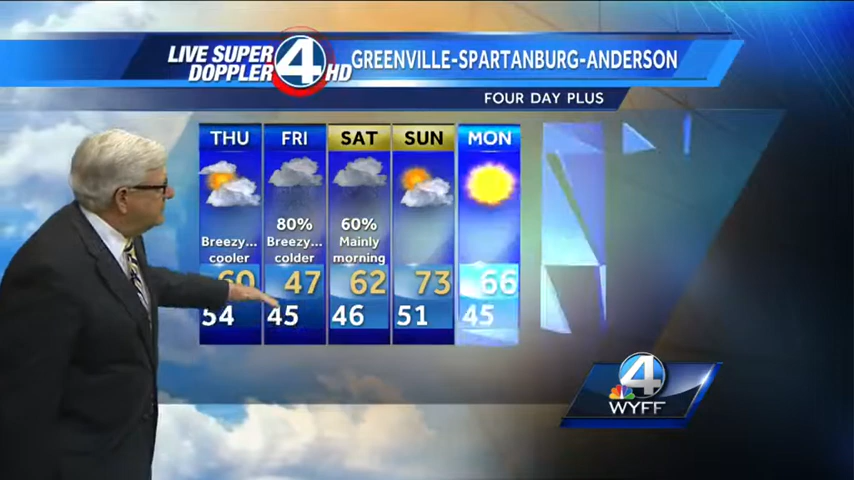 LIVE SUPER
DOPPLER 4 HD
GREENVILLE-SPARTANBURG-ANDERSON
FOUR DAY PLUS
THU FRI SAT SUN MON
80% 60%
Breezy... Breezy... Mainly
cooler colder morning
60 47 62 73 66
54 45 46 51 45
4
WYFF